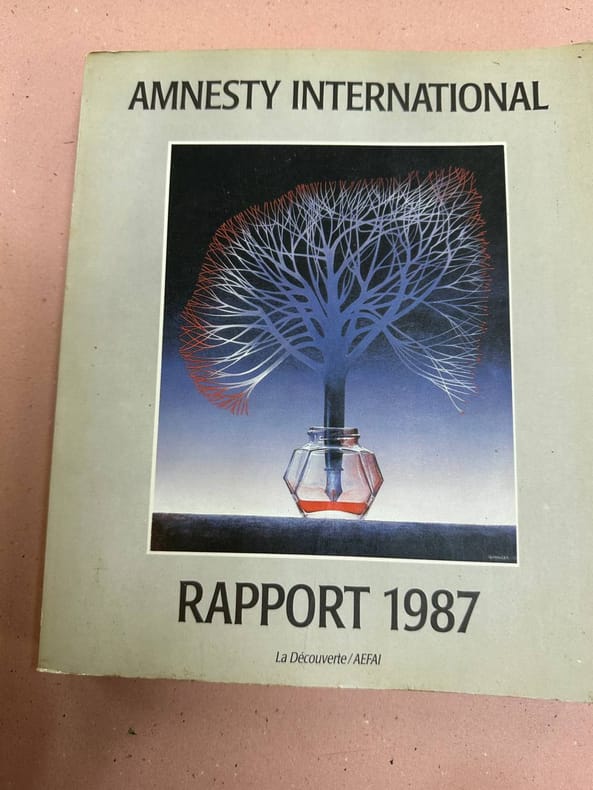 AMNESTY INTERNATIONAL
RAPPORT 1987
La Découverte/AEFAI